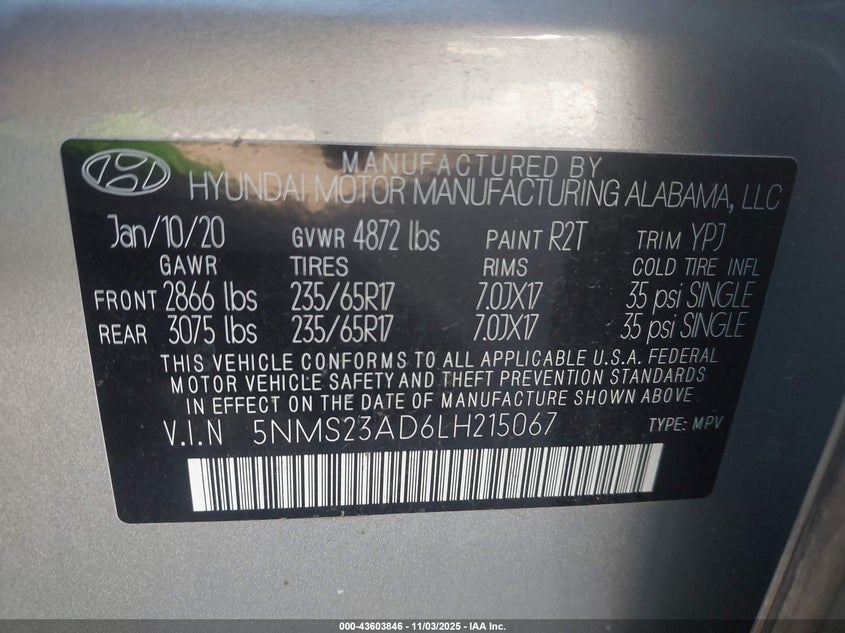 MANUFACTURED BY
HYUNDAI MOTOR MANUFACTURING ALABAMA, LLC
Jan/10/20 GVWR 4872 lbs PAINT R2T TRIM YPJ
GAWR TIRES RIMS COLD TIRE INFL
FRONT 2866 lbs 235/65R17 7.0JX17 35 psi SINGLE
REAR 3075 lbs 235/65R17 7.0JX17 35 psi SINGLE
THIS VEHICLE CONFORMS TO ALL APPLICABLE U.S.A. FEDERAL
MOTOR VEHICLE SAFETY AND THEFT PREVENTION STANDARDS
IN EFFECT ON THE DATE OF MANUFACTURE SHOWN ABOVE.
V.I.N 5NMS23AD6LH215067 TYPE: MPV
000-43603846 - 11/03/2025 - IAA Inc.